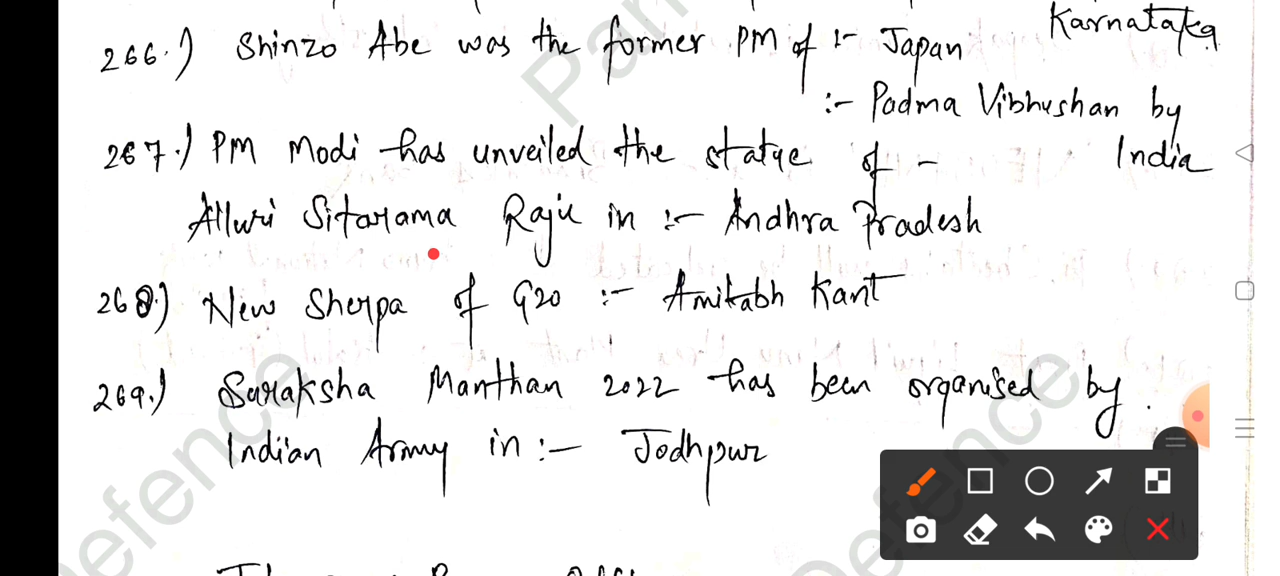 Karnataka
266.) Shinzo Abe was the former PM of :- Japan
:- Padma Vibhushan by
267.) PM Modi has unveiled the statue of - India
Alluri Sitarama Raju in :- Andhra Pradesh
268) New Sherpa of G20 :- Amitabh Kant
269.) Suraksha Manthan 2022 has been organised by
Indian Army in :- Jodhpur
defence